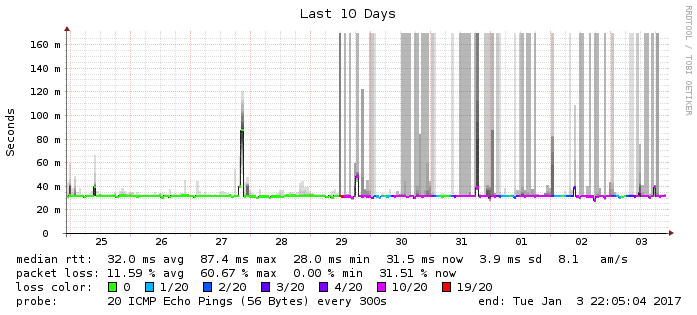 Last 10 Days
RRDTOOL / TOBI OETIKER
Seconds
160 m
140 m
120 m
100 m
80 m
60 m
40 m
20 m
0
25 26 27 28 29 30 31 01 02 03
median rtt: 32.0 ms avg 87.4 ms max 28.0 ms min 31.5 ms now 3.9 ms sd 8.1 am/s
packet loss: 11.59 % avg 60.67 % max 0.00 % min 31.51 % now
loss color: 0 1/20 2/20 3/20 4/20 10/20 19/20
probe: 20 ICMP Echo Pings (56 Bytes) every 300s end: Tue Jan 3 22:05:04 2017